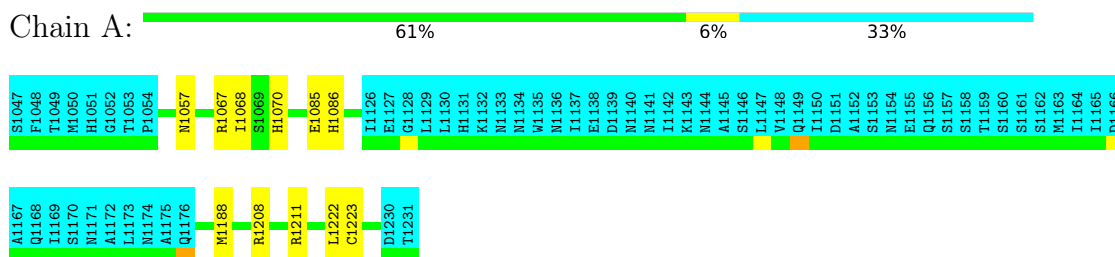 Chain A:
61% 6% 33%
S1047 F1048 T1049 M1050 H1051 G1052 T1053 P1054 N1057 R1067 I1068 S1069 H1070 E1085 H1086 I1126 E1127 G1128 L1129 L1130 H1131 K1132 N1133 N1134 W1135 N1136 I1137 E1138 D1139 N1140 N1141 I1142 K1143 N1144 A1145 S1146 L1147 V1148 Q1149 I1150 D1151 A1152 S1153 N1154 E1155 Q1156 S1157 S1158 T1159 S1160 S1161 S1162 M1163 I1164 I1165 D1166
A1167 Q1168 I1169 S1170 N1171 A1172 L1173 N1174 A1175 Q1176 M1188 R1208 R1211 L1222 C1223 D1230 T1231